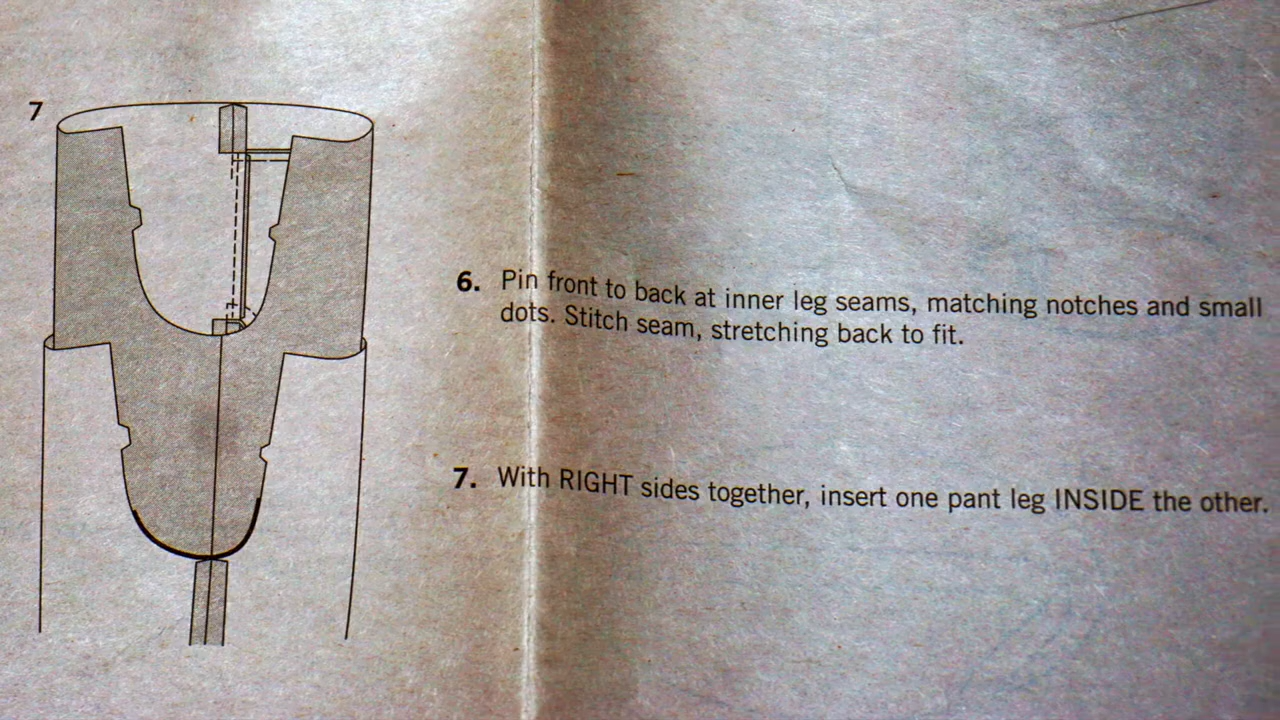 7
6. Pin front to back at inner leg seams, matching notches and small
dots. Stitch seam, stretching back to fit.
7. With RIGHT sides together, insert one pant leg INSIDE the other.